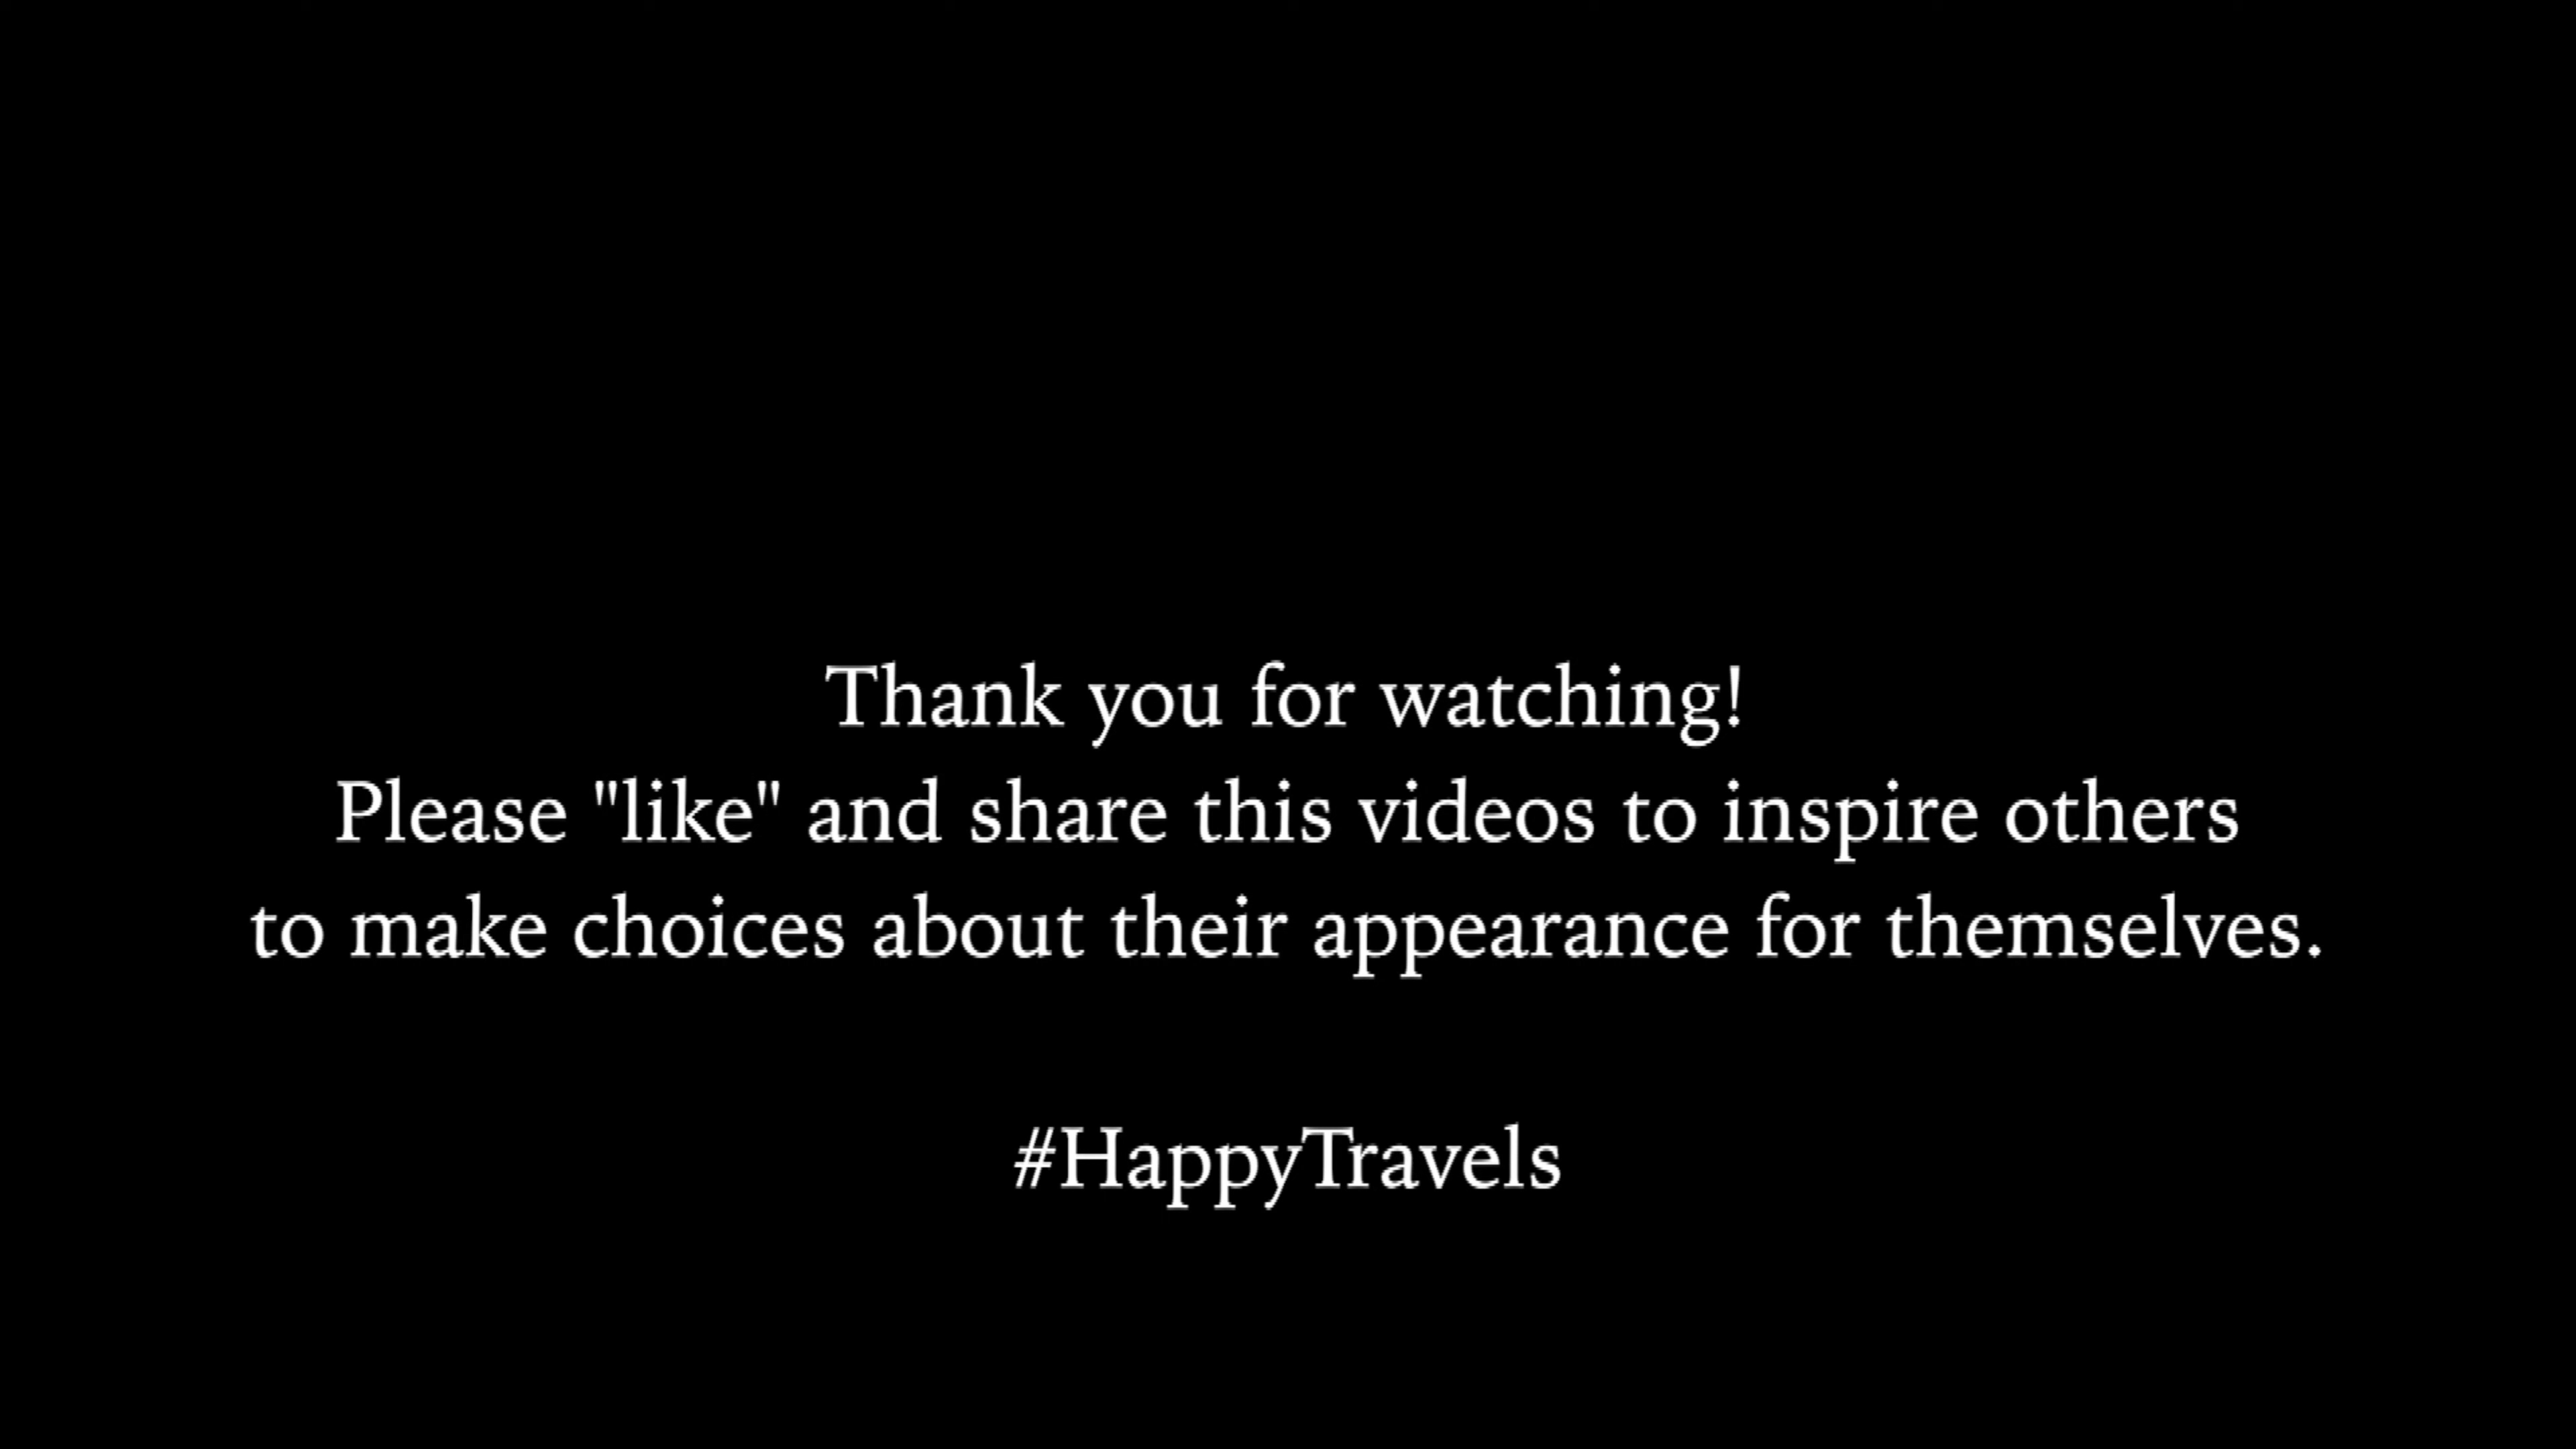 Thank you for watching!
Please "like" and share this videos to inspire others
to make choices about their appearance for themselves.
#HappyTravels